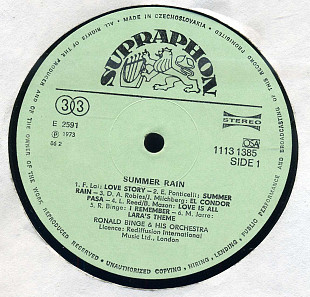 MADE IN CZECHOSLOVAKIA
ALL RIGHTS OF THE
PRODUCER AND OF THE OWNER OF THE WORK REPRODUCED RESERVED • UNAUTHORIZED COPYING, HIRING, LENDING, PUBLIC PERFORMANCE AND BROADCASTING OF THIS RECORD PROHIBITED
SUPRAPHON
33
E 2591
℗ 1973
STEREO
OSA
1113 1385
SIDE 1
SUMMER RAIN
1. F. Lai: LOVE STORY – 2. E. Ponticelli: SUMMER
RAIN – 3. D. A. Robles/J. Milchberg: EL CONDOR
PASA – 4. L. Reed/B. Mason: LOVE IS ALL
5. R. Binge: I REMEMBER – 6. M. Jarre:
LARA'S THEME
RONALD BINGE & HIS ORCHESTRA
Licence: Rediffusion International
Music Ltd., London